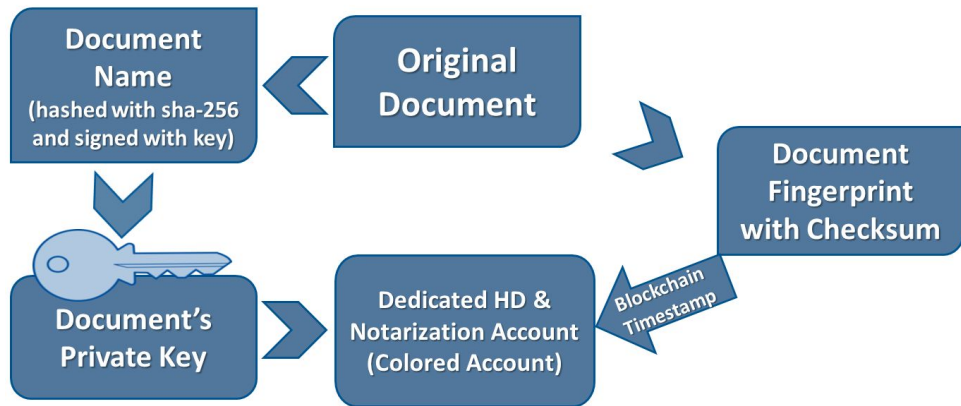 Document
Name
(hashed with sha-256
and signed with key)
Original
Document
Document
Fingerprint
with Checksum
Blockchain
Timestamp
Document’s
Private Key
Dedicated HD &
Notarization Account
(Colored Account)